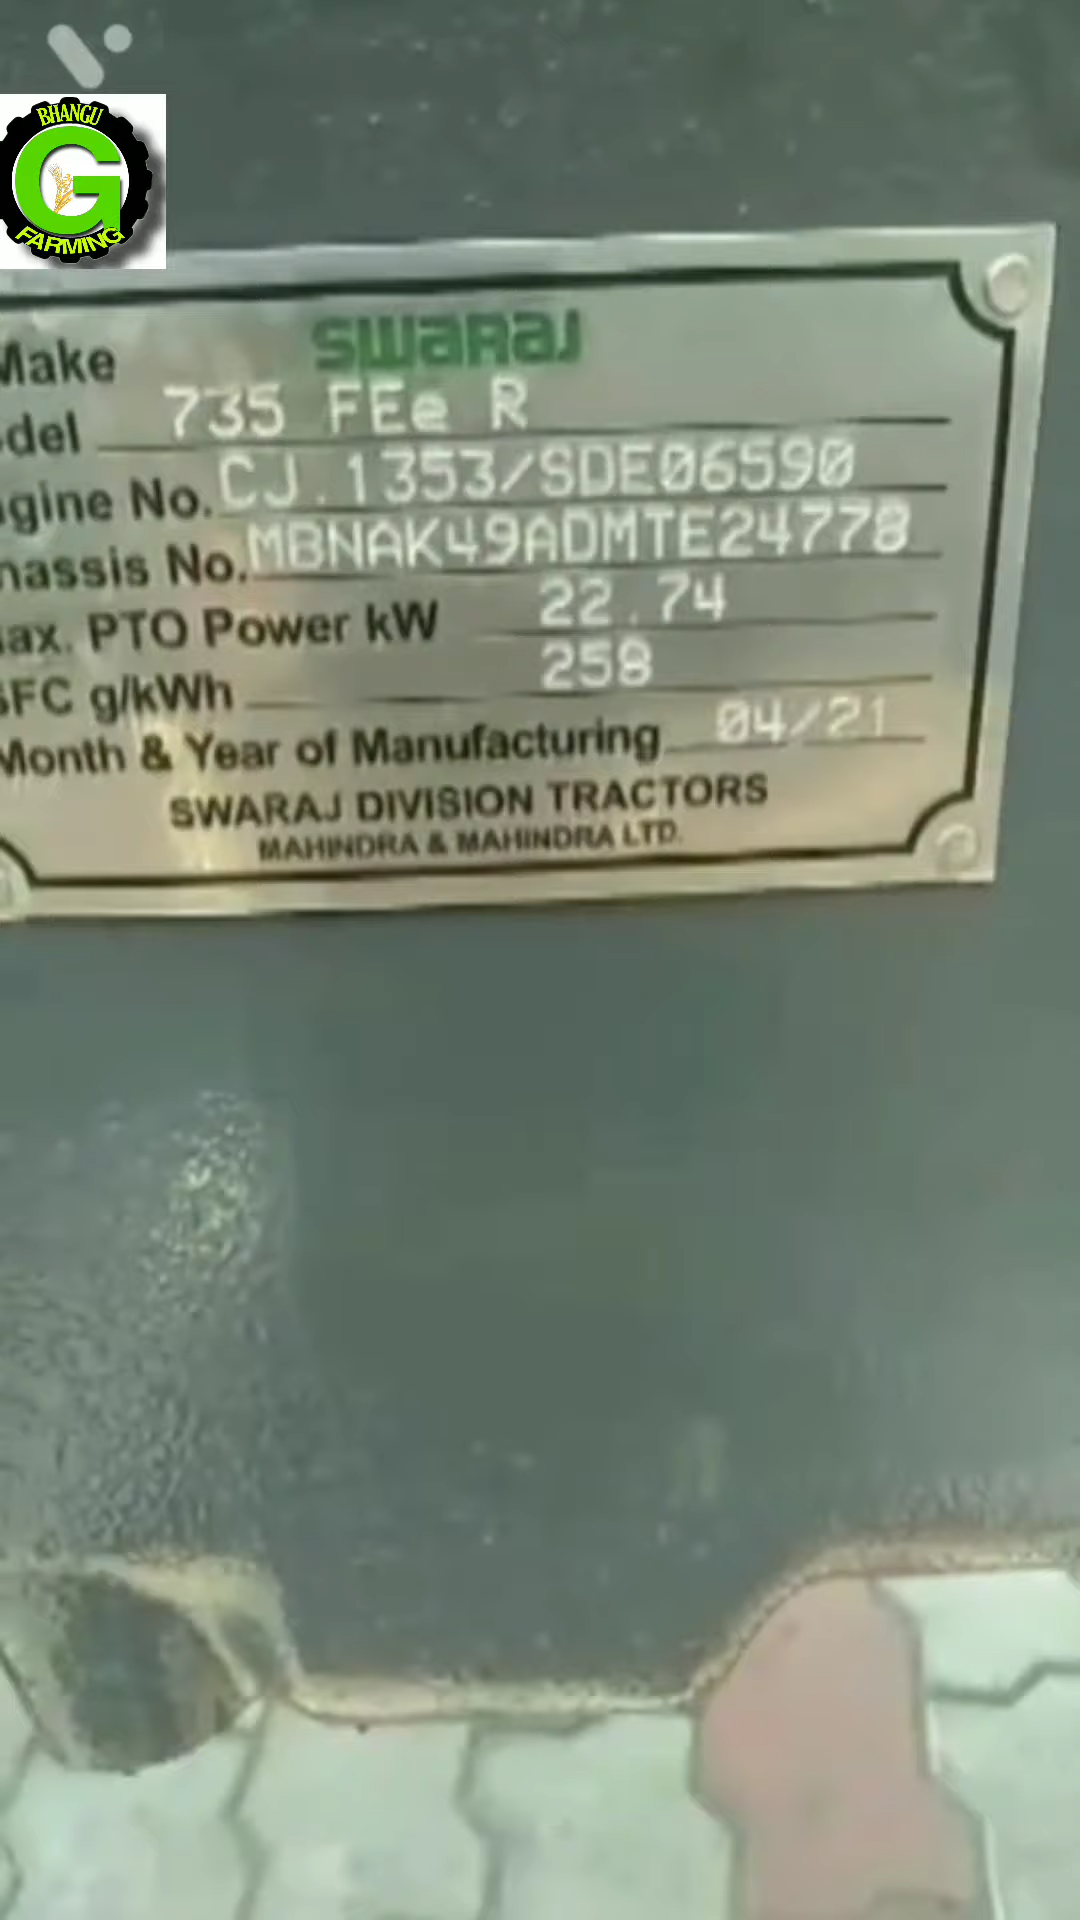 BHANGU
G
FARMING
Make SWARAJ
del 735 FEe R
gine No. CJ.1353/SDE06590
hassis No. MBNAK49ADMTE24778
ax. PTO Power kW 22.74
SFC g/kWh 258
Month & Year of Manufacturing 04/21
SWARAJ DIVISION TRACTORS
MAHINDRA & MAHINDRA LTD.